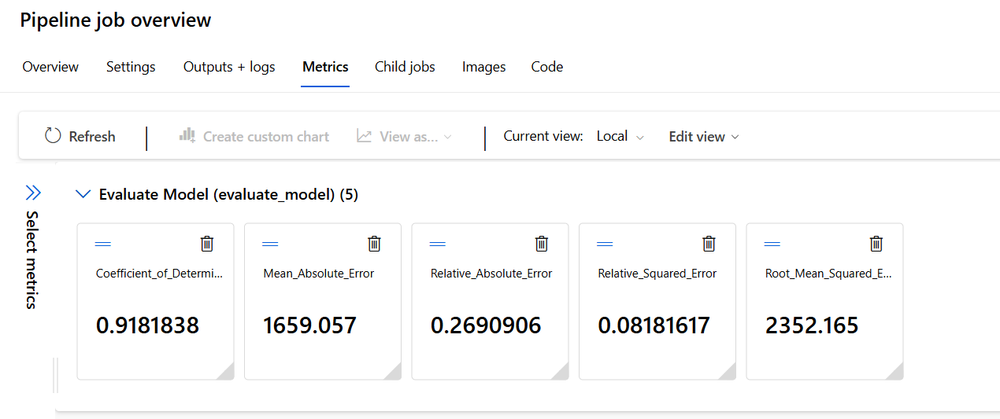 Pipeline job overview
Overview Settings Outputs + logs Metrics Child jobs Images Code
Refresh Create custom chart View as... Current view: Local Edit view
Select metrics
Evaluate Model (evaluate_model) (5)
Coefficient_of_Determi... Mean_Absolute_Error Relative_Absolute_Error Relative_Squared_Error Root_Mean_Squared_E...
0.9181838 1659.057 0.2690906 0.08181617 2352.165